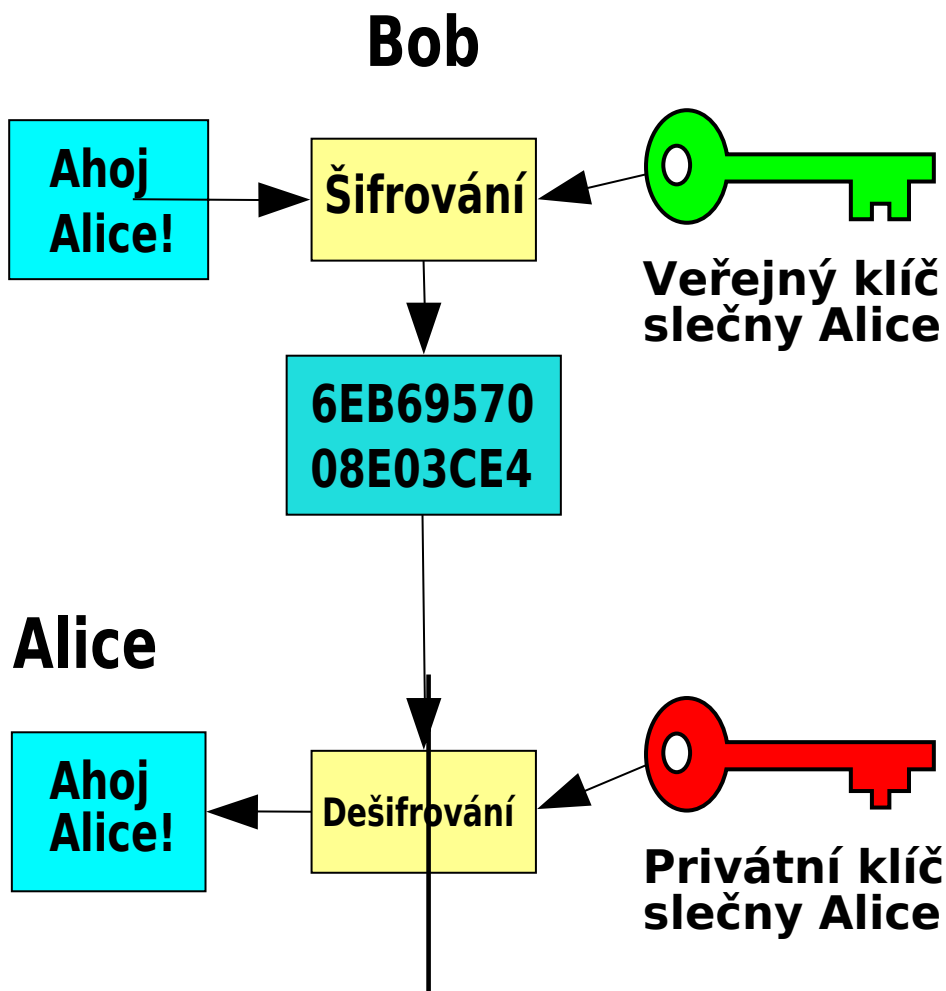 Bob
Ahoj
Alice!
Šifrování
Veřejný klíč
slečny Alice
6EB69570
08E03CE4
Alice
Ahoj
Alice!
Dešifrování
Privátní klíč
slečny Alice